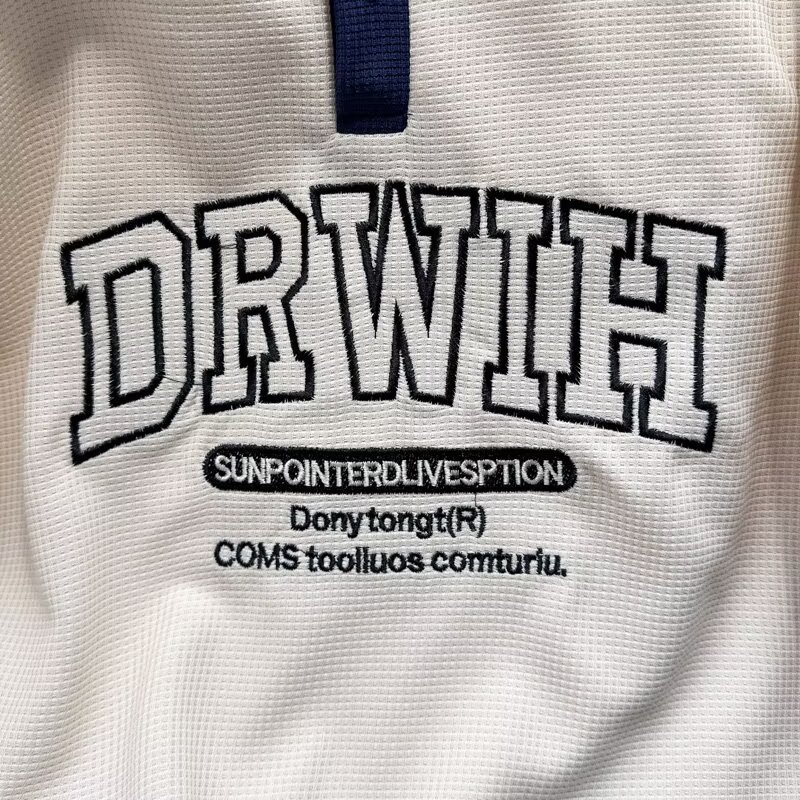 DRWIH
SUNPOINTERDLIVESPTION
Donytongt(R)
COMS toolluos comturiu.